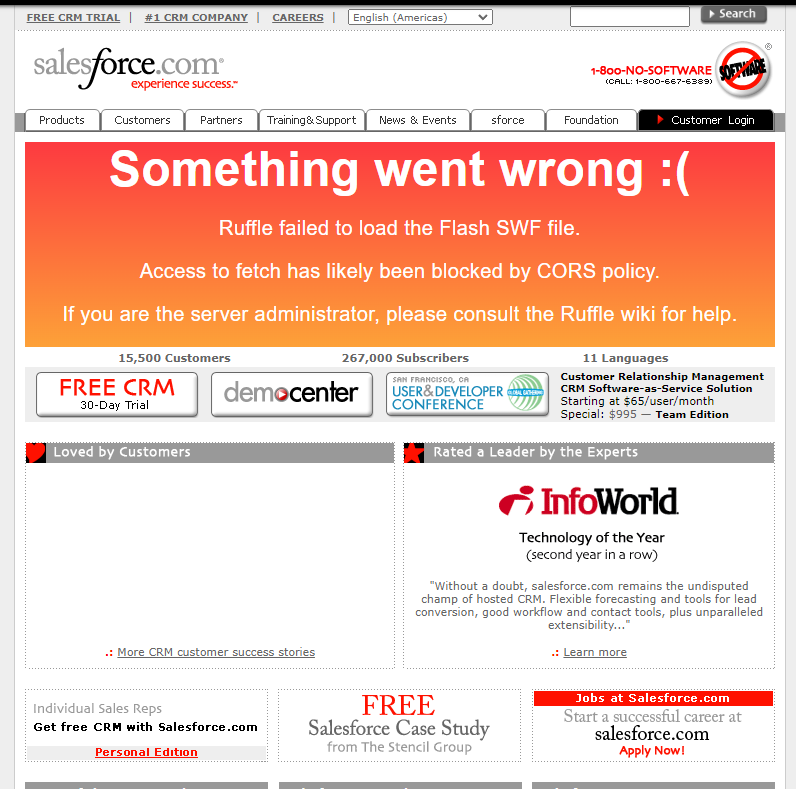 FREE CRM TRIAL | #1 CRM COMPANY | CAREERS | English (Americas) Search
salesforce.com®
experience success.™
1-800-NO-SOFTWARE
(CALL: 1-800-667-6389)
SOFTWARE ®
Products Customers Partners Training&Support News & Events sforce Foundation Customer Login
Something went wrong :(
Ruffle failed to load the Flash SWF file.
Access to fetch has likely been blocked by CORS policy.
If you are the server administrator, please consult the Ruffle wiki for help.
15,500 Customers 267,000 Subscribers 11 Languages
FREE CRM
30-Day Trial
democenter
SAN FRANCISCO, CA
USER&DEVELOPER
CONFERENCE
GLOBAL GATHERING
Customer Relationship Management
CRM Software-as-Service Solution
Starting at $65/user/month
Special: $995 — Team Edition
Loved by Customers
.: More CRM customer success stories
Rated a Leader by the Experts
InfoWorld
Technology of the Year
(second year in a row)
"Without a doubt, salesforce.com remains the undisputed
champ of hosted CRM. Flexible forecasting and tools for lead
conversion, good workflow and contact tools, plus unparalleled
extensibility..."
.: Learn more
Individual Sales Reps
Get free CRM with Salesforce.com
Personal Edition
FREE
Salesforce Case Study
from The Stencil Group
Jobs at Salesforce.com
Start a successful career at
salesforce.com
Apply Now!